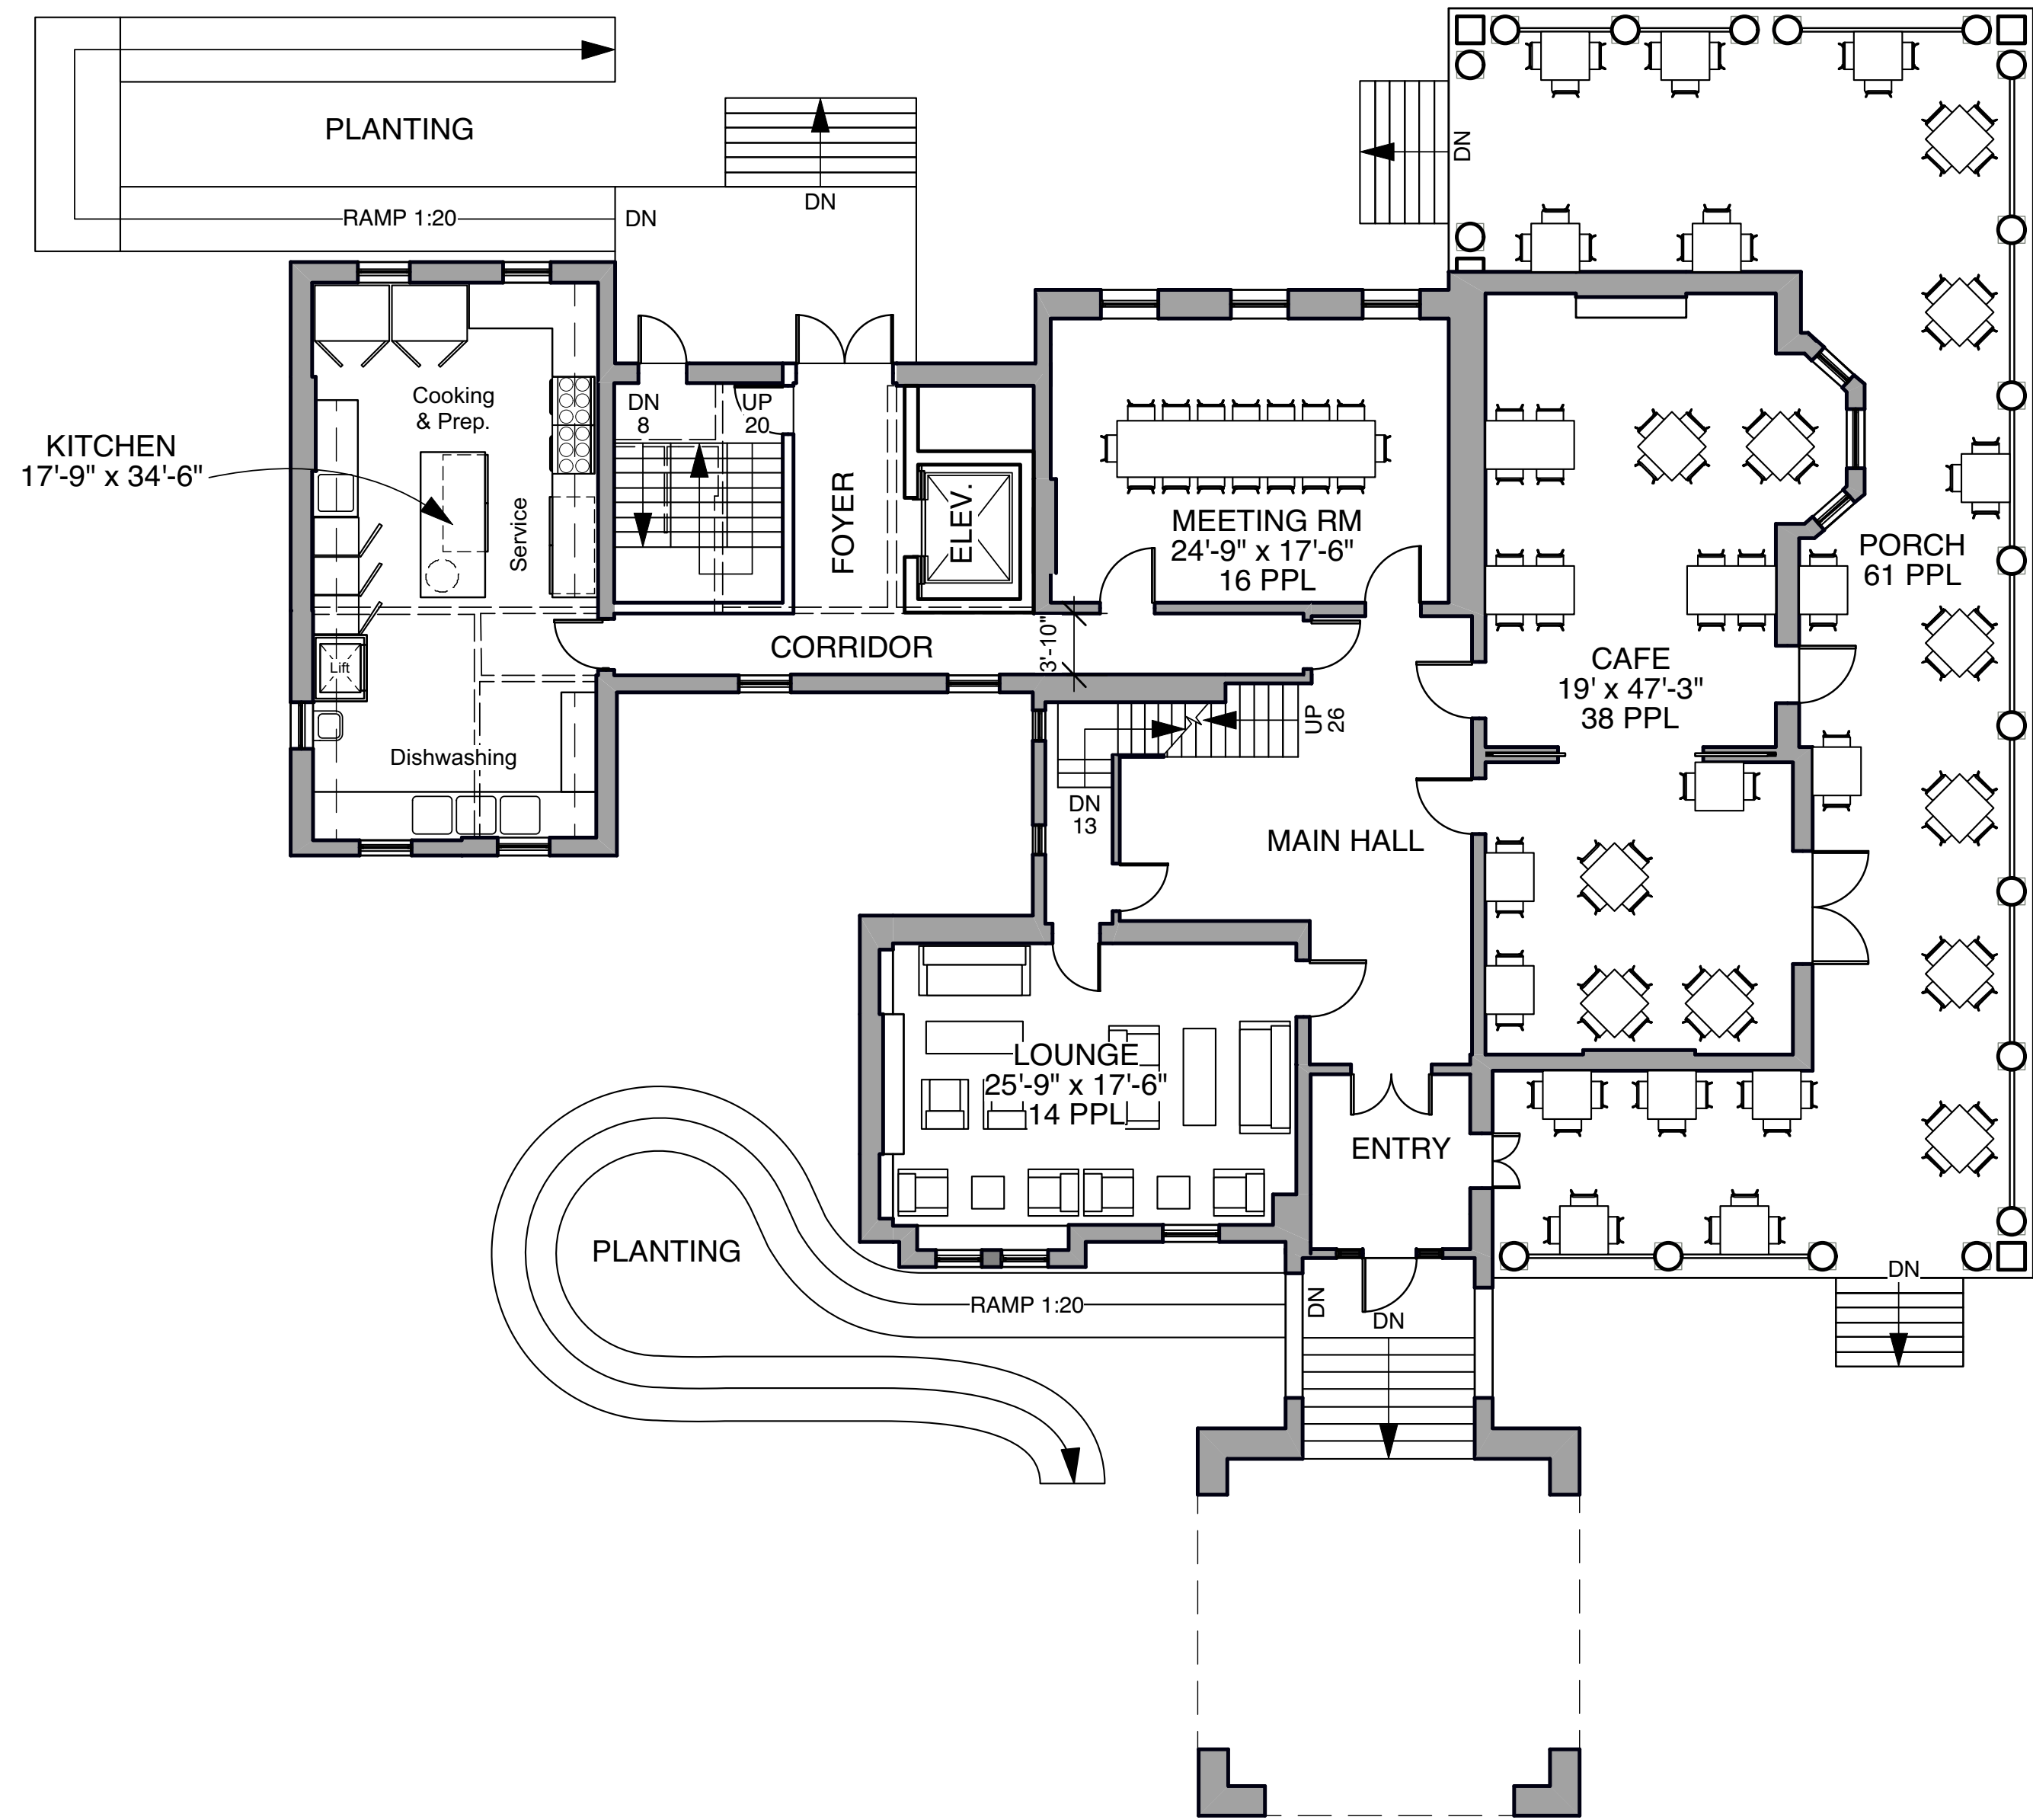 PLANTING
DN
DN
RAMP 1:20
DN
Cooking
& Prep.
DN
8
UP
20
KITCHEN
17'-9" x 34'-6"
Service
FOYER
ELEV.
MEETING RM
24'-9" x 17'-6"
16 PPL
PORCH
61 PPL
CORRIDOR
3'-10"
Lift
CAFE
19' x 47'-3"
38 PPL
UP
26
Dishwashing
DN
13
MAIN HALL
LOUNGE
25'-9" x 17'-6"
14 PPL
ENTRY
PLANTING
DN
RAMP 1:20
DN
DN